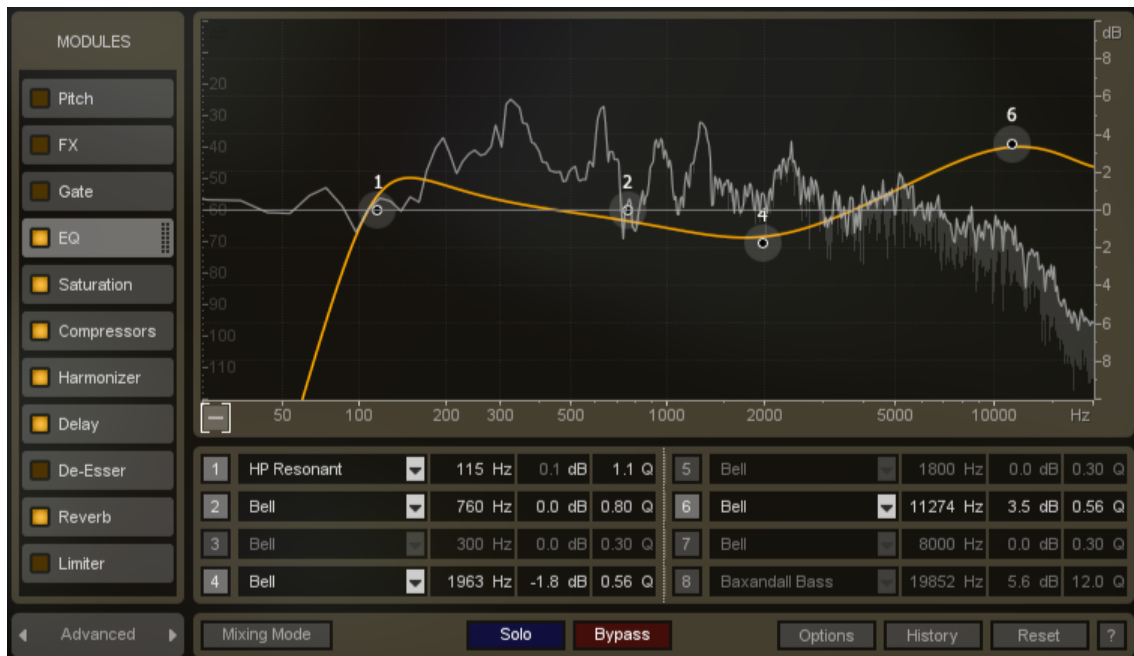 MODULES
Pitch
FX
Gate
EQ
Saturation
Compressors
Harmonizer
Delay
De-Esser
Reverb
Limiter
Advanced
dB
-20
-30
-40
-50
-60
-70
-80
-90
-100
-110
8
6
4
2
0
2
4
6
8
1
2
4
6
50 100 200 300 500 1000 2000 5000 10000 Hz
1 HP Resonant 115 Hz 0.1 dB 1.1 Q
2 Bell 760 Hz 0.0 dB 0.80 Q
3 Bell 300 Hz 0.0 dB 0.30 Q
4 Bell 1963 Hz -1.8 dB 0.56 Q
5 Bell 1800 Hz 0.0 dB 0.30 Q
6 Bell 11274 Hz 3.5 dB 0.56 Q
7 Bell 8000 Hz 0.0 dB 0.30 Q
8 Baxandall Bass 19852 Hz 5.6 dB 12.0 Q
Mixing Mode Solo Bypass Options History Reset ?